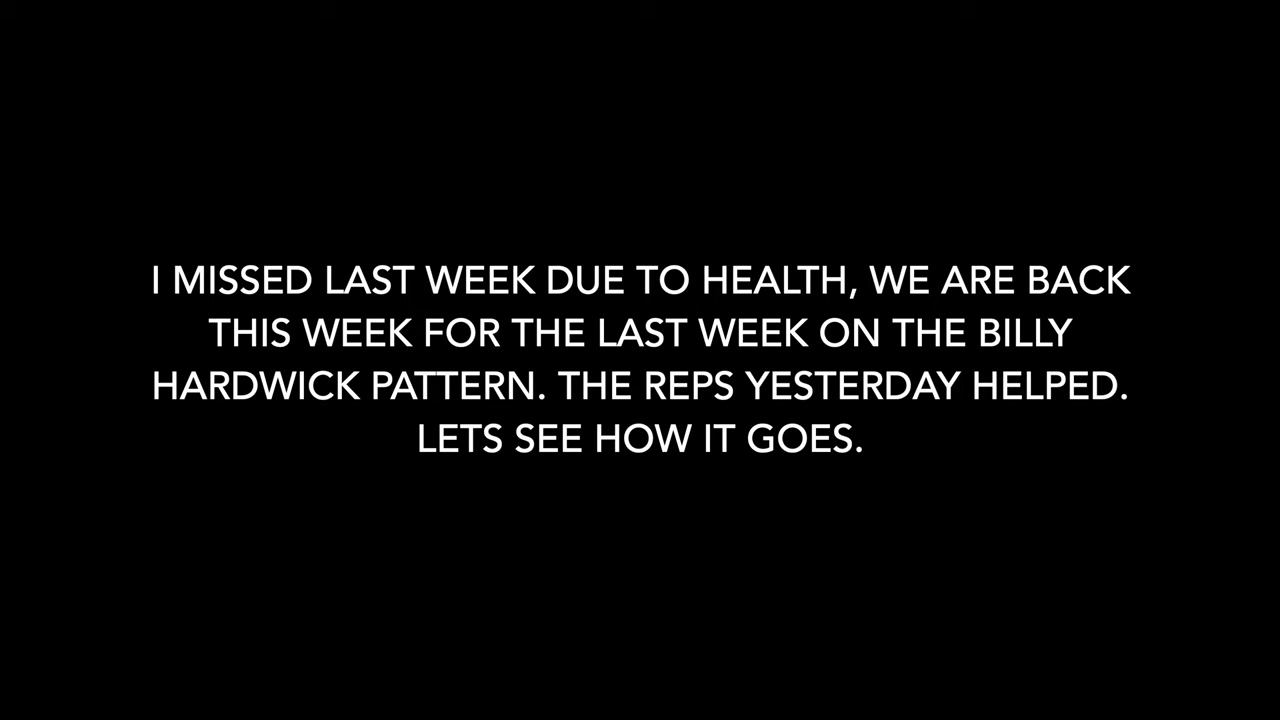 I MISSED LAST WEEK DUE TO HEALTH, WE ARE BACK
THIS WEEK FOR THE LAST WEEK ON THE BILLY
HARDWICK PATTERN. THE REPS YESTERDAY HELPED.
LETS SEE HOW IT GOES.